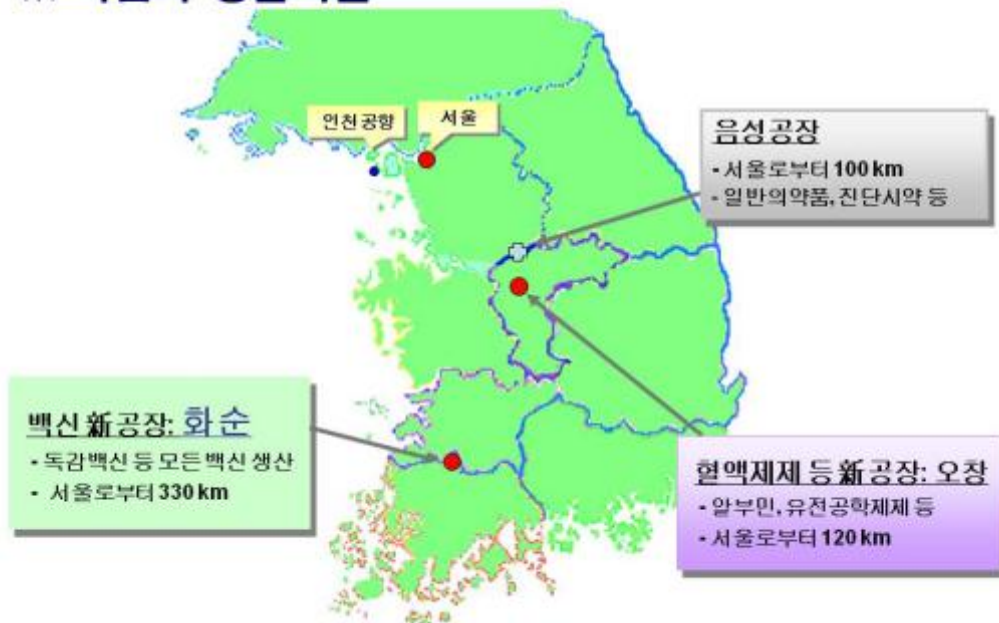 인천공항
서울
음성공장
- 서울로부터 100 km
- 일반의약품, 진단시약 등
백신 新공장: 화순
- 독감백신 등 모든 백신 생산
- 서울로부터 330 km
혈액제제 등 新공장: 오창
- 알부민, 유전공학제제 등
- 서울로부터 120 km